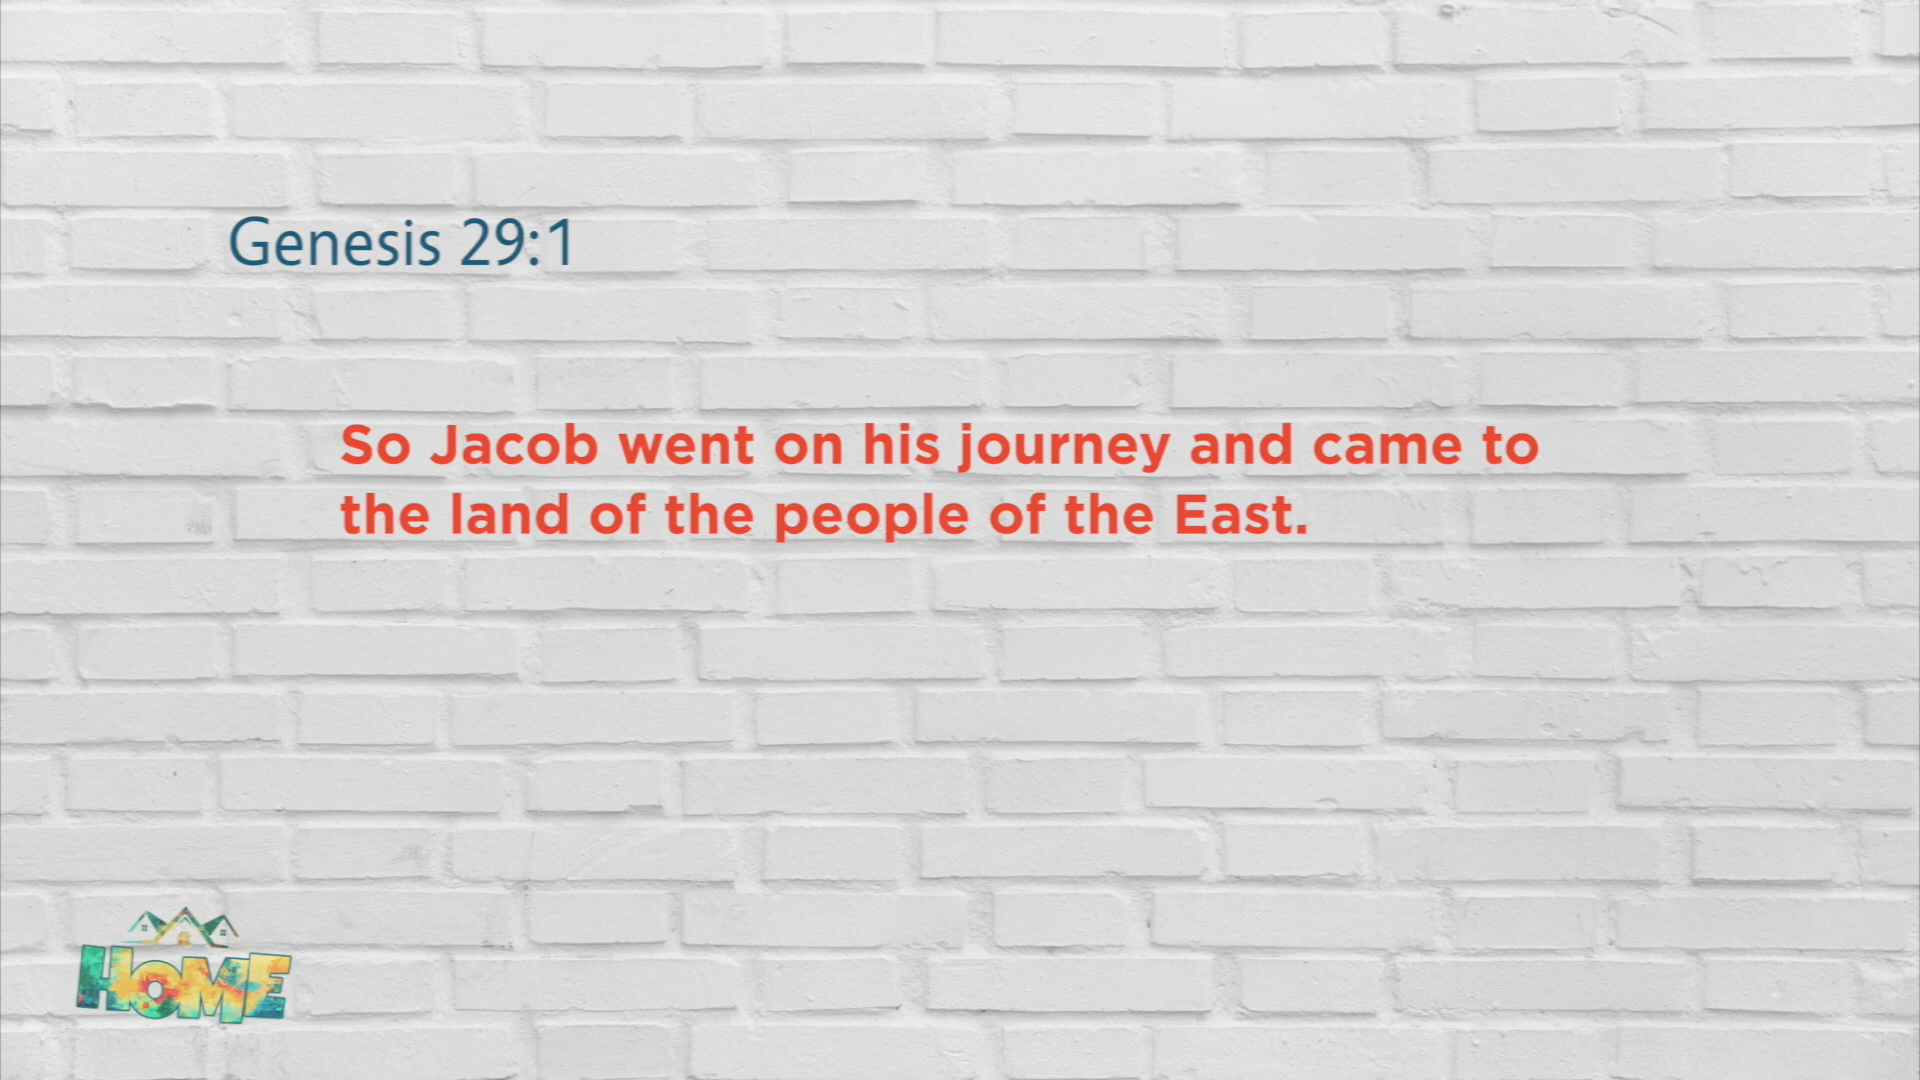 Genesis 29:1
So Jacob went on his journey and came to
the land of the people of the East.
HOME